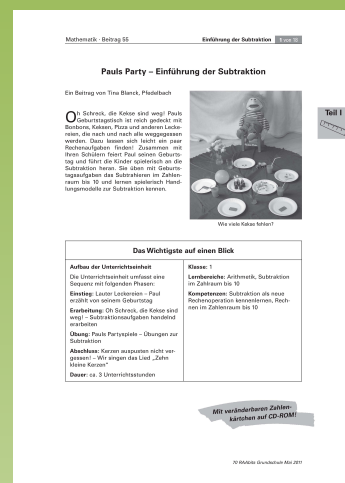 Mathematik · Beitrag 55
Einführung der Subtraktion
1 von 18
Pauls Party – Einführung der Subtraktion
Ein Beitrag von Tina Blanck, Pfedelbach
Oh Schreck, die Kekse sind weg! Pauls
Geburtstagstisch ist reich gedeckt mit
Bonbons, Keksen, Pizza und anderen Lecke-
reien, die nach und nach alle weggegessen
werden. Dazu lassen sich leicht ein paar
Rechenaufgaben finden! Zusammen mit
Ihren Schülern feiert Paul seinen Geburts-
tag und führt die Kinder spielerisch an die
Subtraktion heran. Sie üben mit Geburts-
tagsaufgaben das Subtrahieren im Zahlen-
raum bis 10 und lernen spielerisch Hand-
lungsmodelle zur Subtraktion kennen.
Teil I
Wie viele Kekse fehlen?
Das Wichtigste auf einen Blick
Aufbau der Unterrichtseinheit
Die Unterrichtseinheit umfasst eine
Sequenz mit folgenden Phasen:
Einstieg: Lauter Leckereien – Paul
erzählt von seinem Geburtstag
Erarbeitung: Oh Schreck, die Kekse sind
weg! – Subtraktionsaufgaben handelnd
erarbeiten
Übung: Pauls Partyspiele – Übungen zur
Subtraktion
Abschluss: Kerzen auspusten nicht ver-
gessen! – Wir singen das Lied „Zehn
kleine Kerzen“
Dauer: ca. 3 Unterrichtsstunden
Klasse: 1
Lernbereiche: Arithmetik, Subtraktion
im Zahlraum bis 10
Kompetenzen: Subtraktion als neue
Rechenoperation kennenlernen, Rech-
nen im Zahlenraum bis 10
Mit veränderbaren Zahlen-
kärtchen auf CD-ROM!
70 RAAbits Grundschule Mai 2011